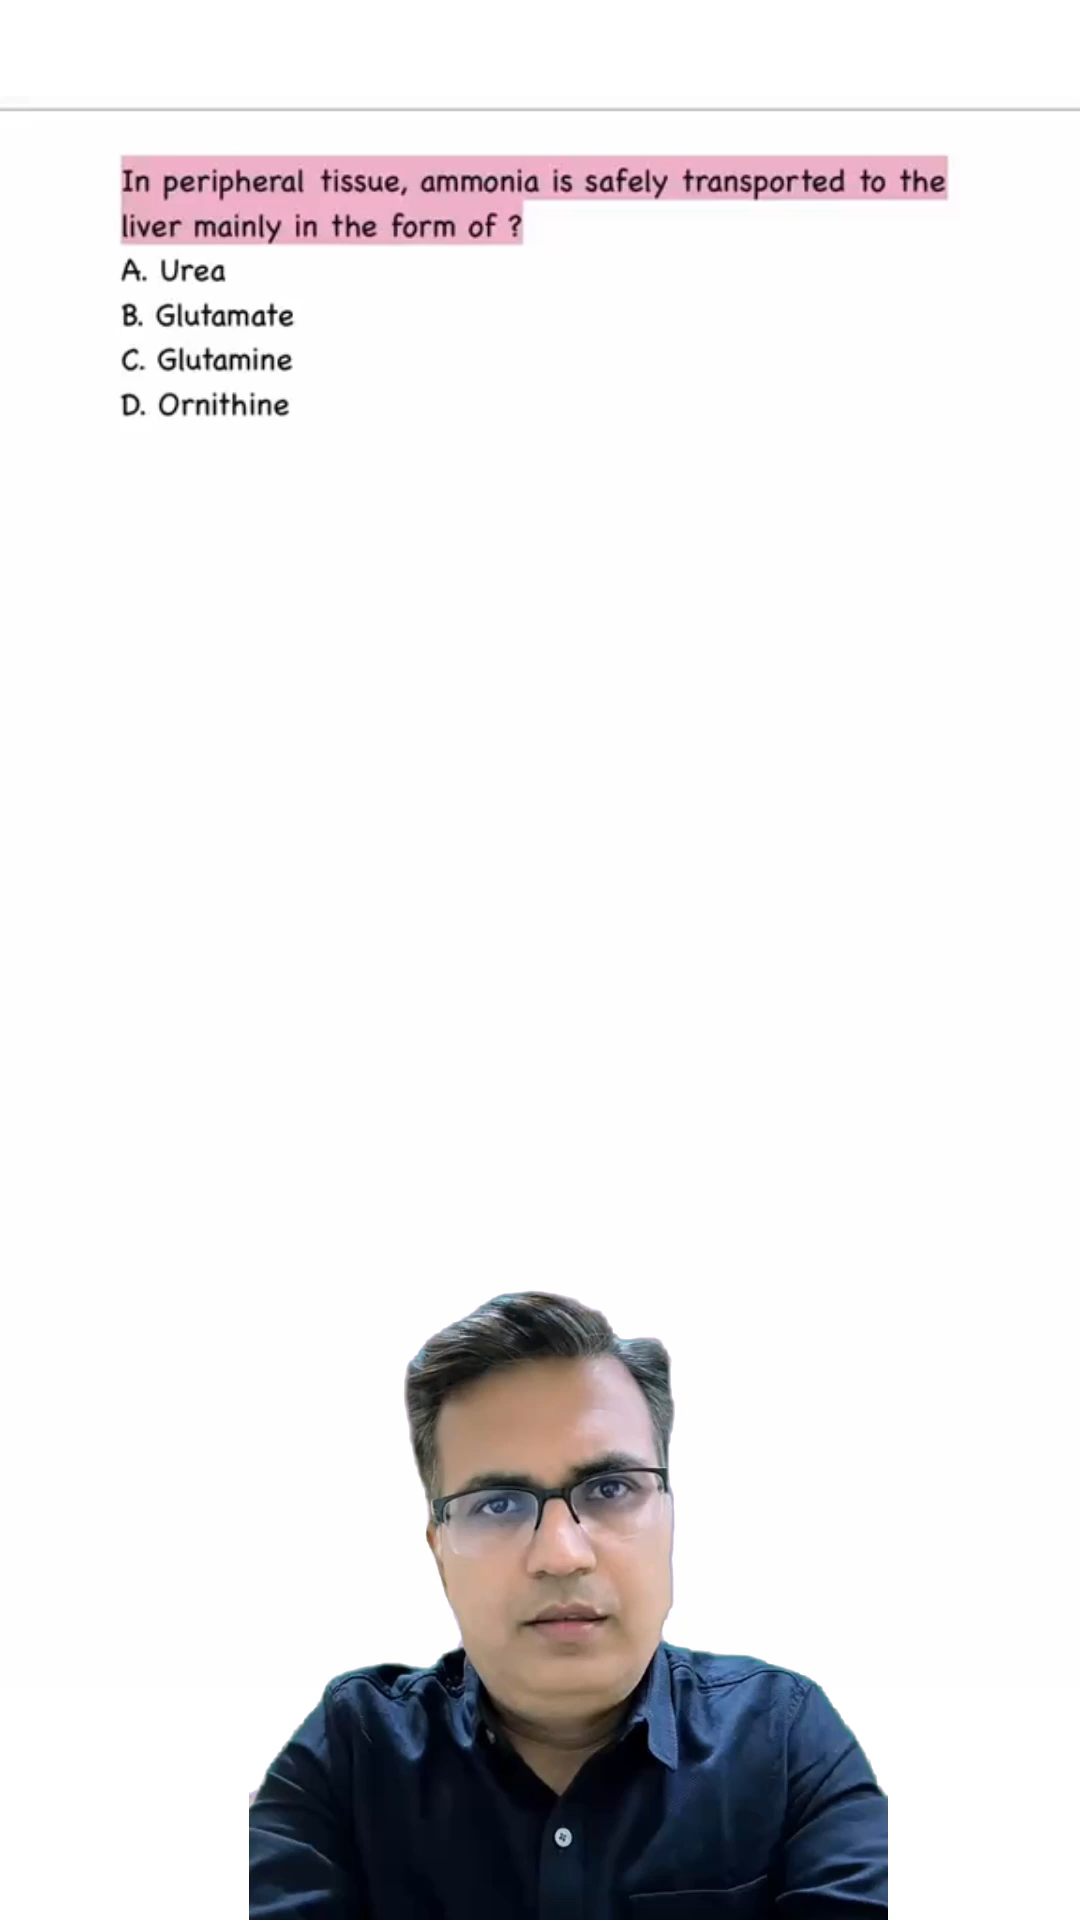 In peripheral tissue, ammonia is safely transported to the
liver mainly in the form of ?
A. Urea
B. Glutamate
C. Glutamine
D. Ornithine